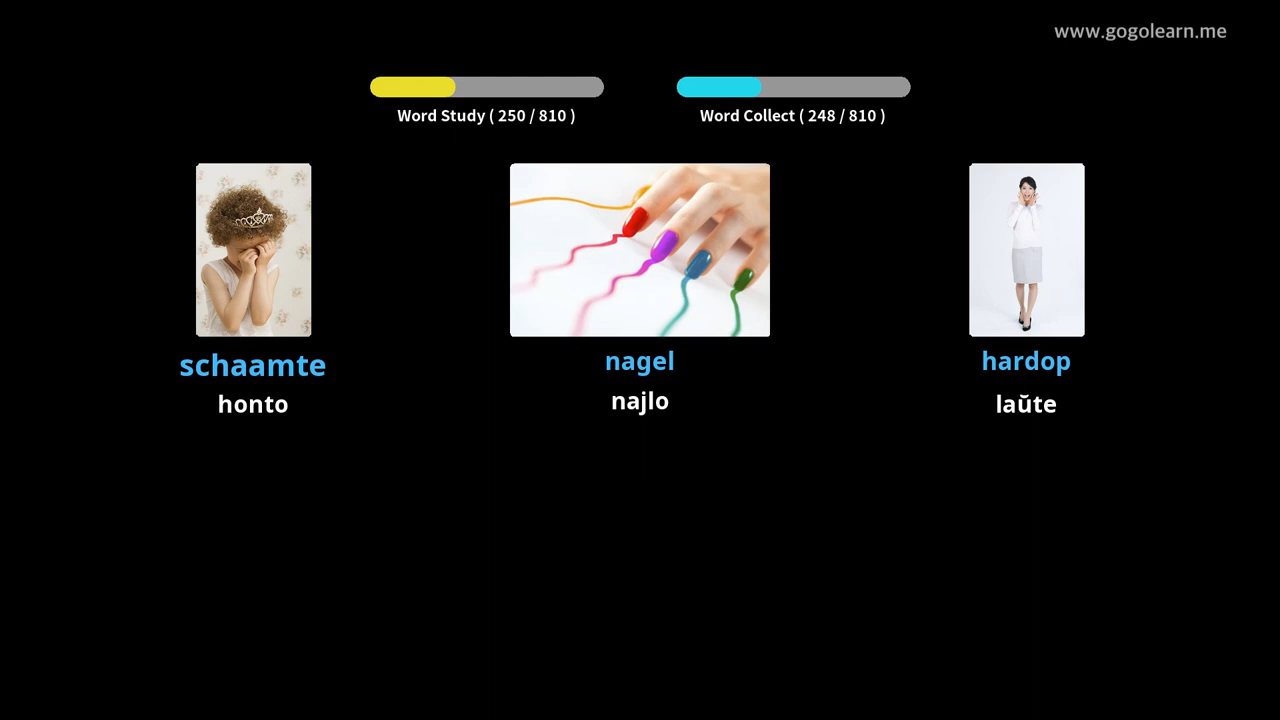 www.gogolearn.me
Word Study ( 250 / 810 )
Word Collect ( 248 / 810 )
schaamte
honto
nagel
najlo
hardop
laŭte